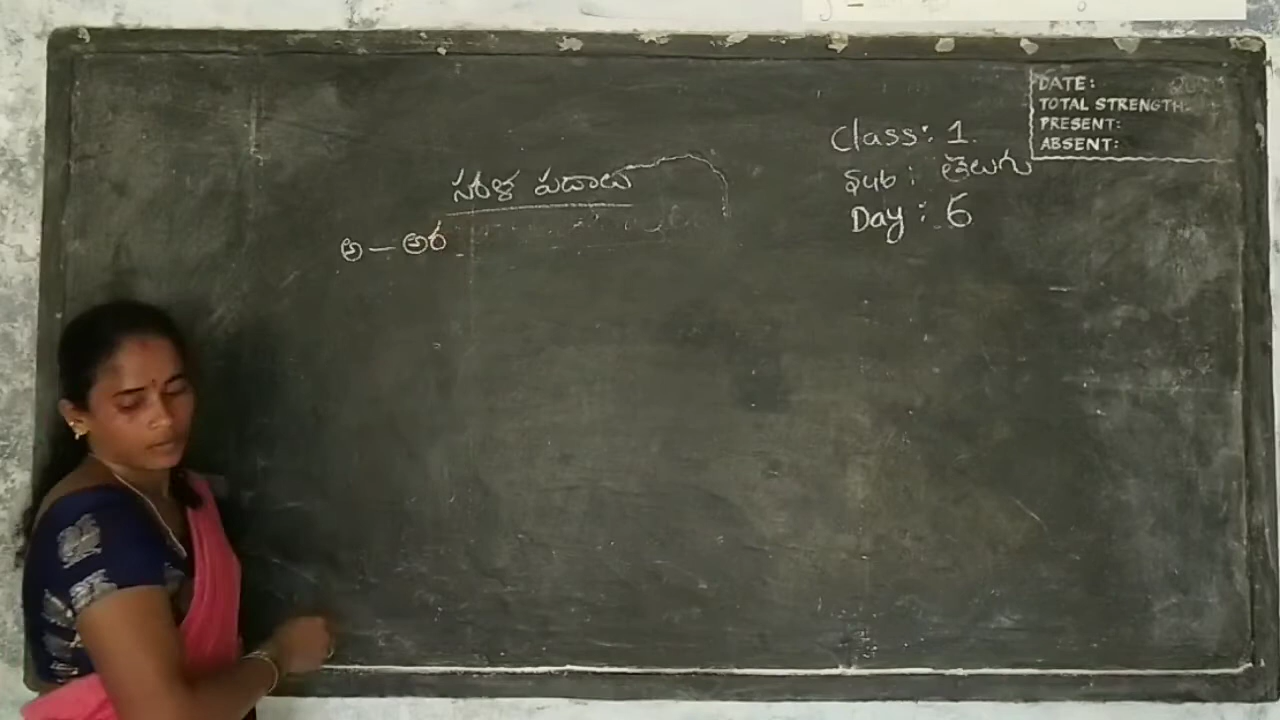 DATE:
TOTAL STRENGTH
PRESENT:
ABSENT:
Class: 1
Sub: తెలుగు
Day: 6
సరళ పదాలు
అ - అర